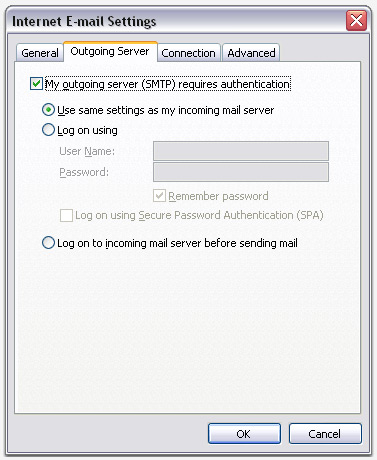 Internet E-mail Settings
General Outgoing Server Connection Advanced
My outgoing server (SMTP) requires authentication
Use same settings as my incoming mail server
Log on using
User Name:
Password:
Remember password
Log on using Secure Password Authentication (SPA)
Log on to incoming mail server before sending mail
OK Cancel